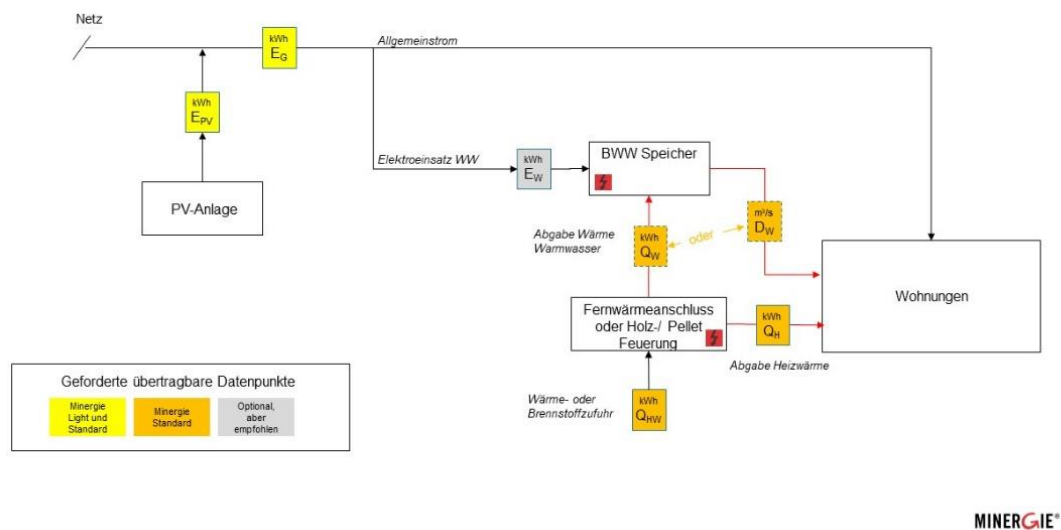 Netz
kWh
E_G
Allgemeinstrom
kWh
E_PV
Elektroeinsatz WW
kWh
E_W
BWW Speicher
PV-Anlage
m³/s
D_W
Abgabe Wärme
Warmwasser
kWh
Q_W
oder
Wohnungen
Fernwärmeanschluss
oder Holz-/ Pellet
Feuerung
kWh
Q_H
Abgabe Heizwärme
Geforderte übertragbare Datenpunkte
Minergie
Light und
Standard
Minergie
Standard
Optional,
aber
empfohlen
Wärme- oder
Brennstoffzufuhr
kWh
Q_HW
MINERGIE®